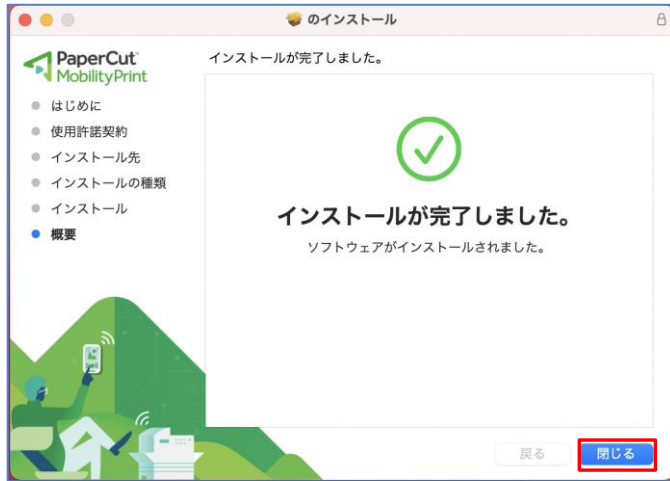 のインストール
PaperCut
MobilityPrint
インストールが完了しました。
はじめに
使用許諾契約
インストール先
インストールの種類
インストール
概要
インストールが完了しました。
ソフトウェアがインストールされました。
戻る
閉じる